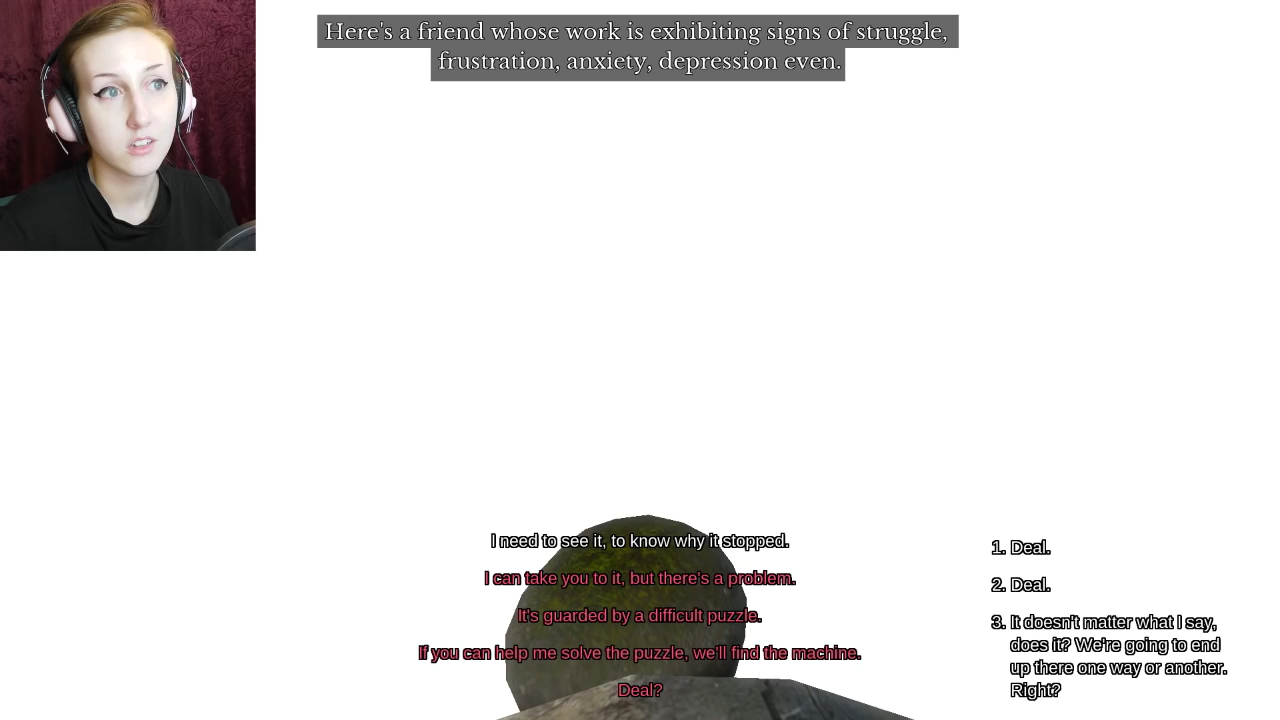 Here's a friend whose work is exhibiting signs of struggle,
frustration, anxiety, depression even.
I need to see it, to know why it stopped.
I can take you to it, but there's a problem.
It's guarded by a difficult puzzle.
If you can help me solve the puzzle, we'll find the machine.
Deal?
1. Deal.
2. Deal.
3. It doesn't matter what I say,
does it? We're going to end
up there one way or another.
Right?